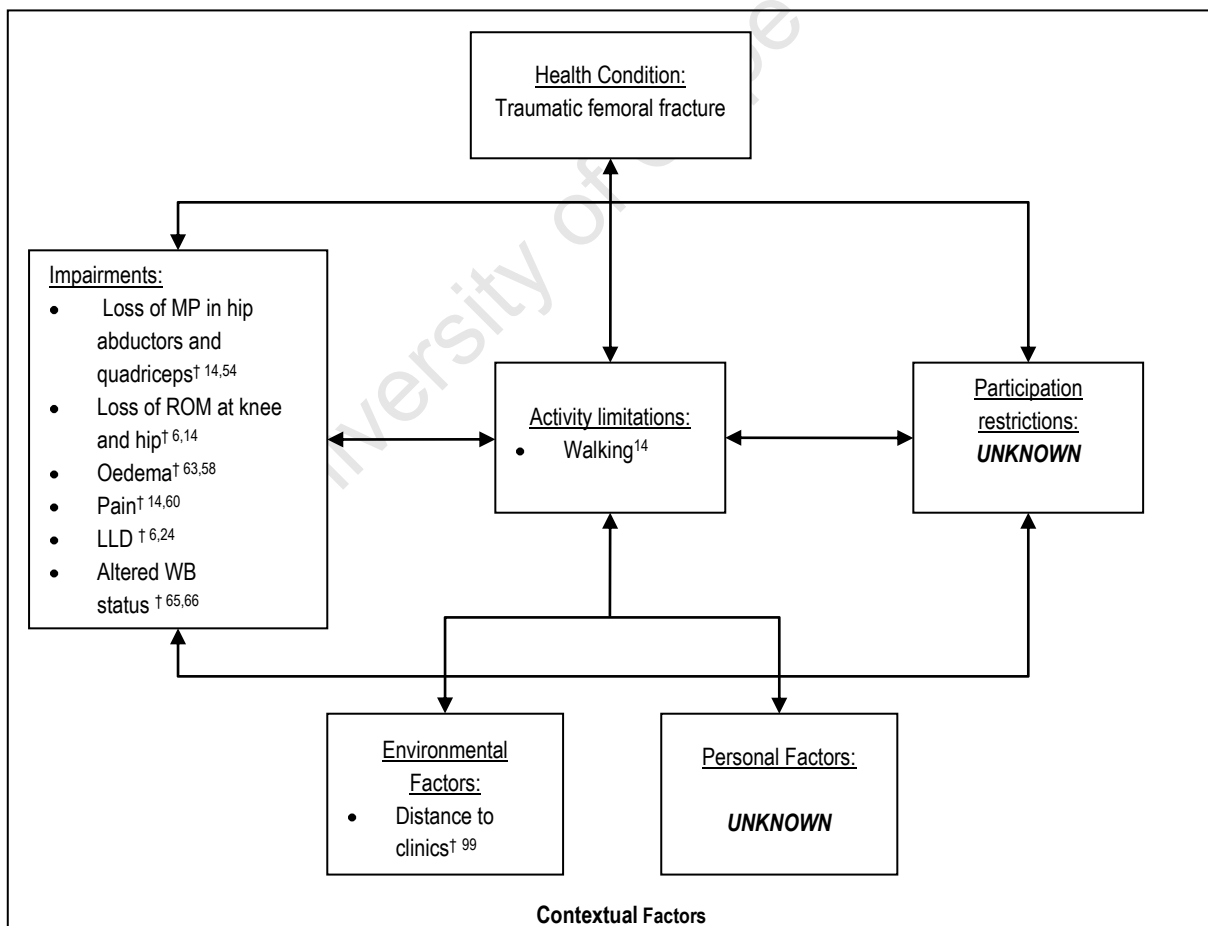 Health Condition:
Traumatic femoral fracture
Impairments:
• Loss of MP in hip
abductors and
quadriceps† 14,54
• Loss of ROM at knee
and hip† 6,14
• Oedema† 63,58
• Pain† 14,60
• LLD † 6,24
• Altered WB
status † 65,66
Activity limitations:
• Walking14
Participation
restrictions:
UNKNOWN
Environmental
Factors:
• Distance to
clinics† 99
Personal Factors:
UNKNOWN
Contextual Factors